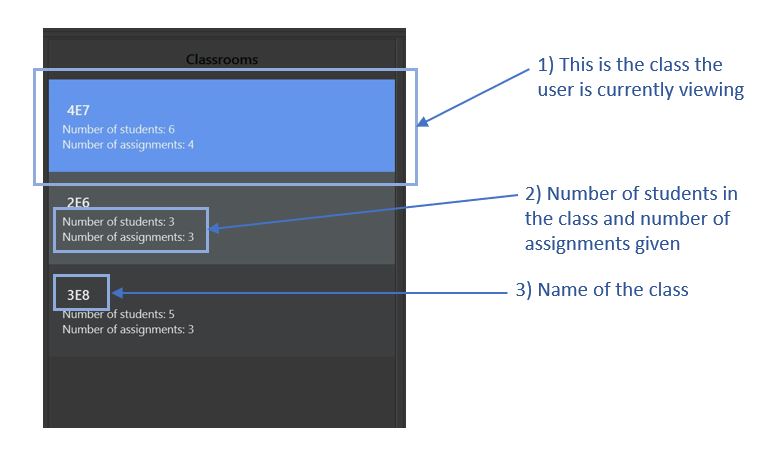 Classrooms
4E7
Number of students: 6
Number of assignments: 4
2E6
Number of students: 3
Number of assignments: 3
3E8
Number of students: 5
Number of assignments: 3
1) This is the class the
user is currently viewing
2) Number of students in
the class and number of
assignments given
3) Name of the class